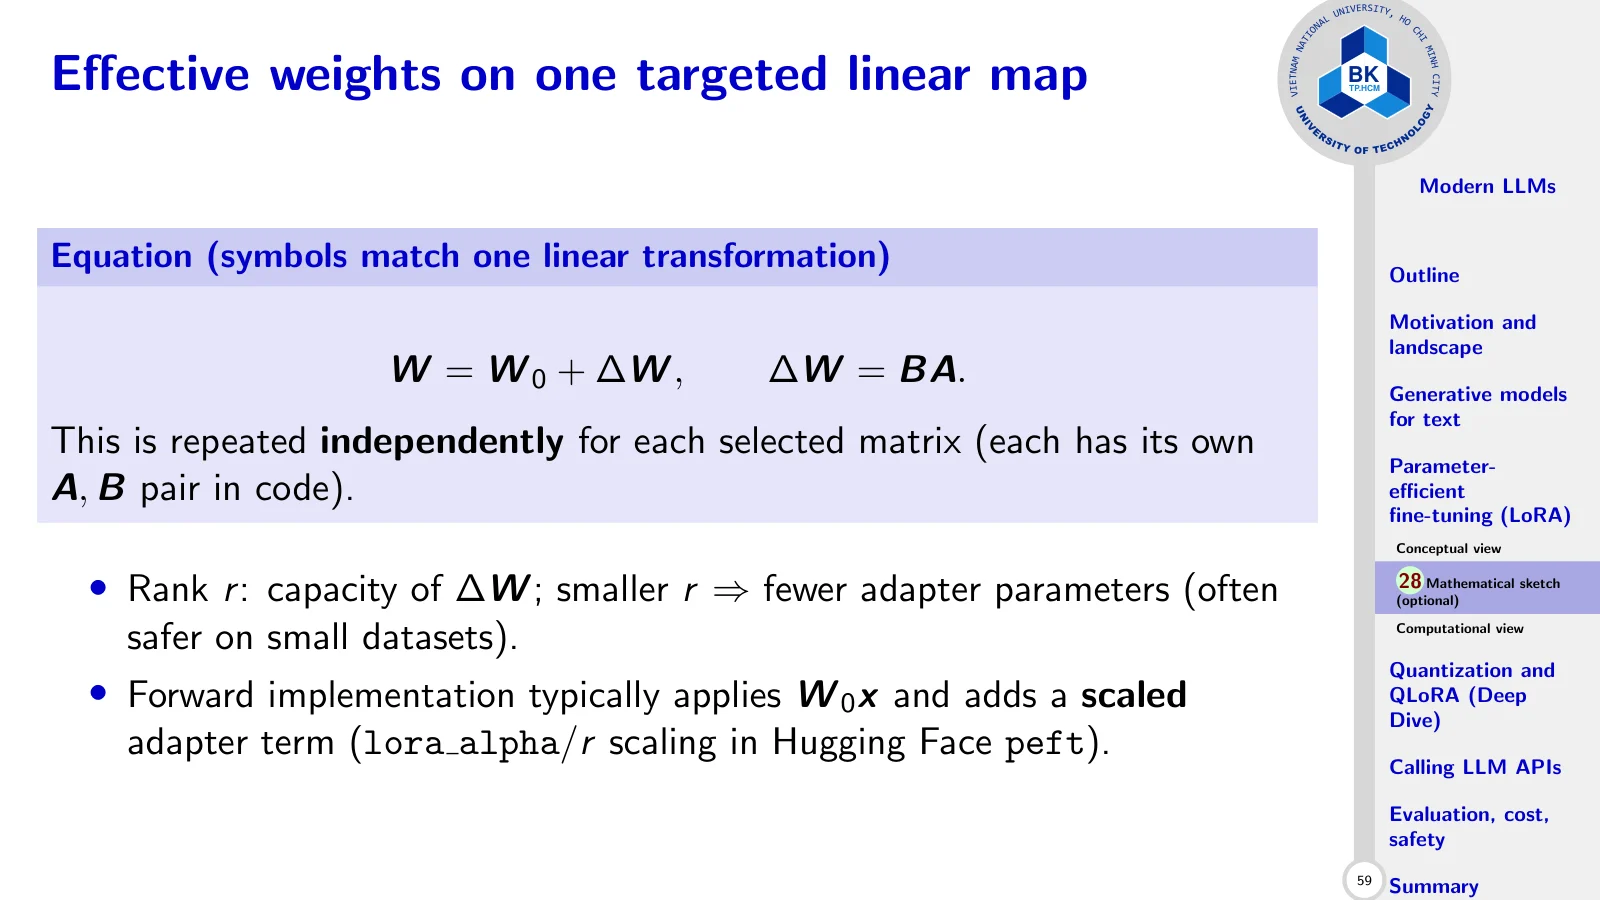 Effective weights on one targeted linear map
Equation (symbols match one linear transformation)
W = W₀ + ΔW,  ΔW = BA.
This is repeated independently for each selected matrix (each has its own
A, B pair in code).
• Rank r: capacity of ΔW; smaller r ⇒ fewer adapter parameters (often
safer on small datasets).
• Forward implementation typically applies W₀x and adds a scaled
adapter term (lora_alpha/r scaling in Hugging Face peft).
VIETNAM NATIONAL UNIVERSITY, HO CHI MINH CITY
BK
TP.HCM
UNIVERSITY OF TECHNOLOGY
Modern LLMs
Outline
Motivation and
landscape
Generative models
for text
Parameter-
efficient
fine-tuning (LoRA)
Conceptual view
28 Mathematical sketch
(optional)
Computational view
Quantization and
QLoRA (Deep
Dive)
Calling LLM APIs
Evaluation, cost,
safety
Summary
59